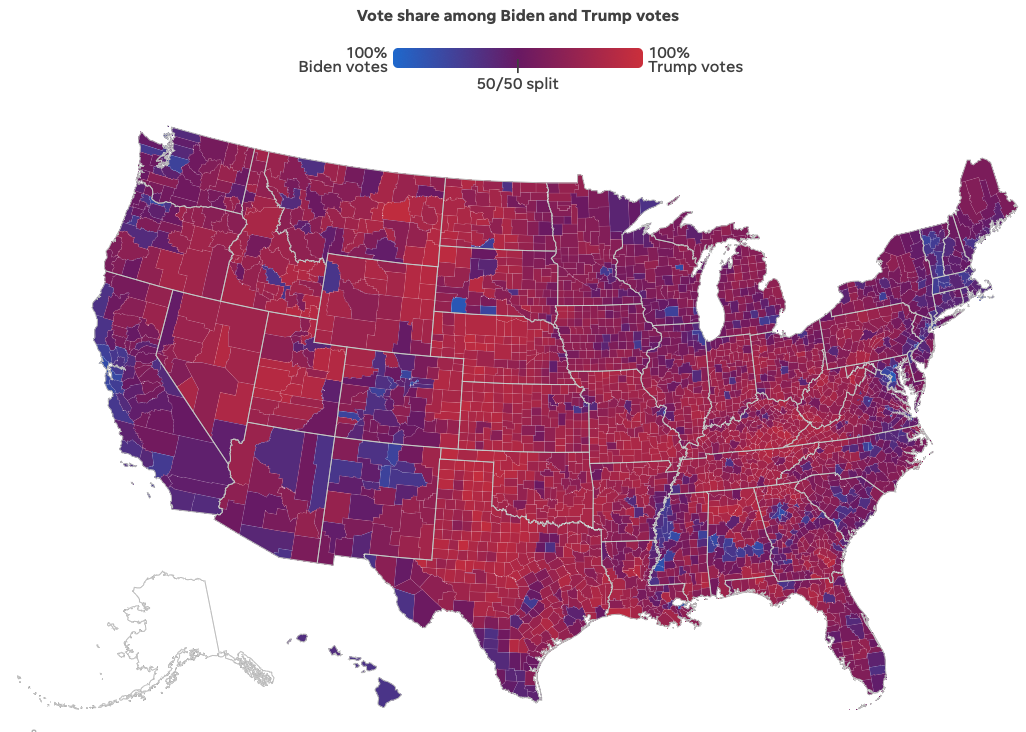 Vote share among Biden and Trump votes
100%
Biden votes
100%
Trump votes
50/50 split